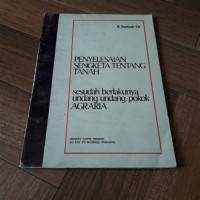 PENYELESAIAN
SENGKETA TENTANG
TANAH
sesudah berlakunya
undang undang pokok
AGRARIA